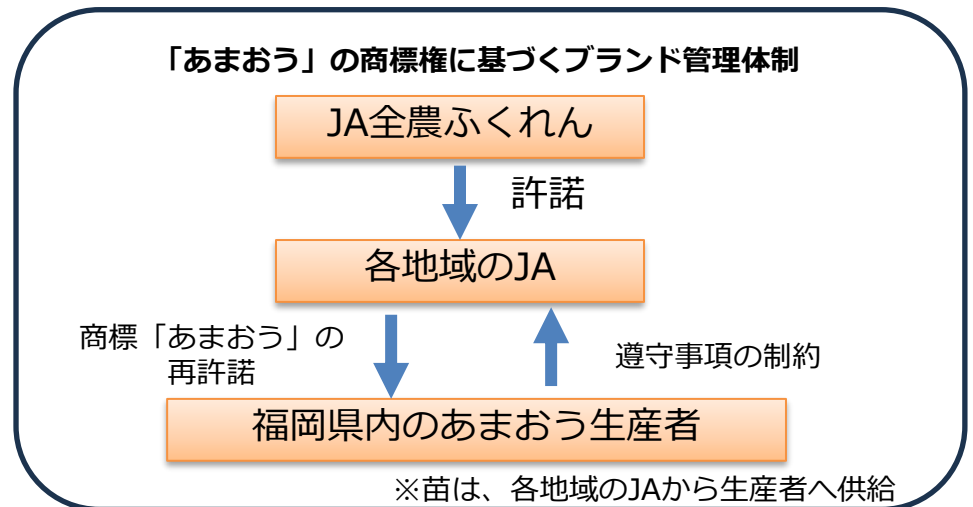 「あまおう」の商標権に基づくブランド管理体制
JA全農ふくれん
許諾
各地域のJA
商標「あまおう」の
再許諾
遵守事項の制約
福岡県内のあまおう生産者
※苗は、各地域のJAから生産者へ供給